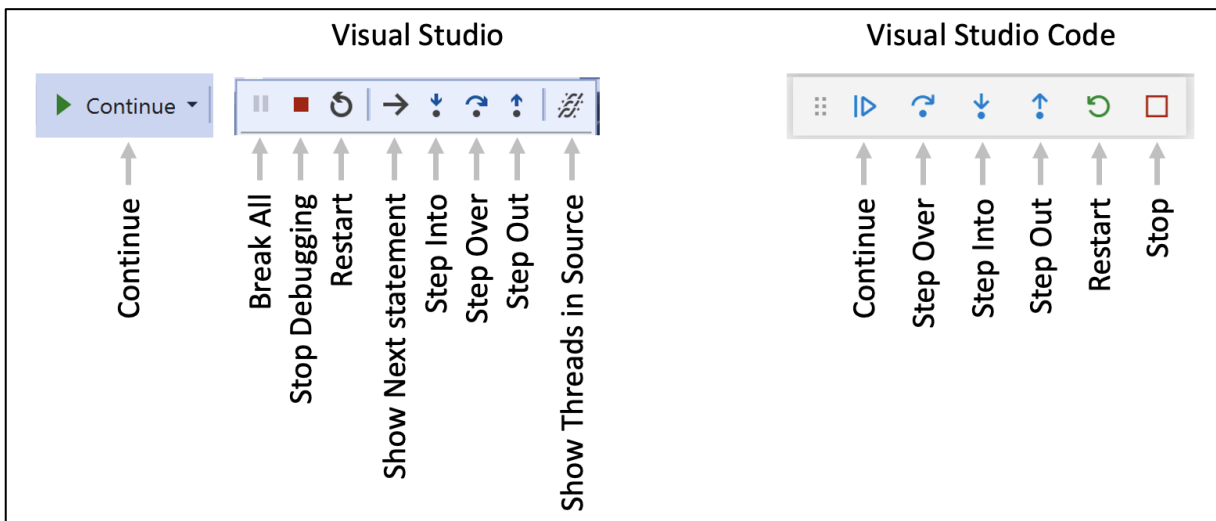 Visual Studio
Visual Studio Code
Continue
Continue
Break All
Stop Debugging
Restart
Show Next statement
Step Into
Step Over
Step Out
Show Threads in Source
Continue
Step Over
Step Into
Step Out
Restart
Stop